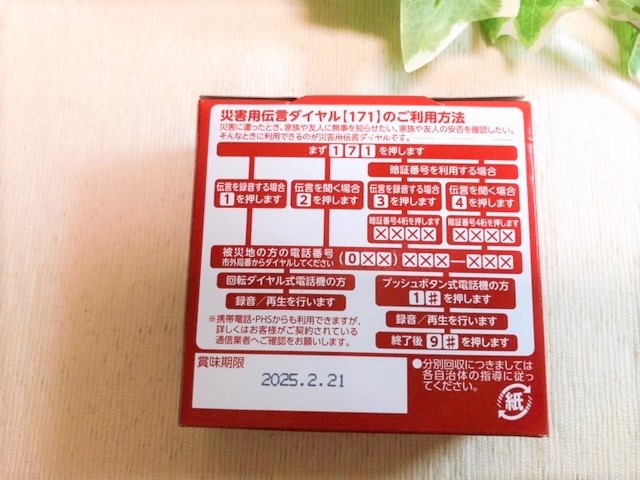 災害用伝言ダイヤル【171】のご利用方法
災害に遭ったとき、家族や友人に無事を知らせたい、家族や友人の安否を確認したい。
そんなときに利用できるのが災害用伝言ダイヤルです。
まず171を押します
暗証番号を利用する場合
伝言を録音する場合
1を押します
伝言を聞く場合
2を押します
伝言を録音する場合
3を押します
伝言を聞く場合
4を押します
暗証番号4桁を押します
××××
暗証番号4桁を押します
××××
被災地の方の電話番号
市外局番からダイヤルしてください
(0××)×××―×××
回転ダイヤル式電話機の方
録音/再生を行います
プッシュボタン式電話機の方
1#を押します
録音/再生を行います
終了後9#を押します
※携帯電話・PHSからも利用できますが、
詳しくはお客様がご契約されている
通信業者へご確認をお願いします。
賞味期限
2025.2.21
●分別回収につきましては
各自治体の指導に従っ
てください。
紙